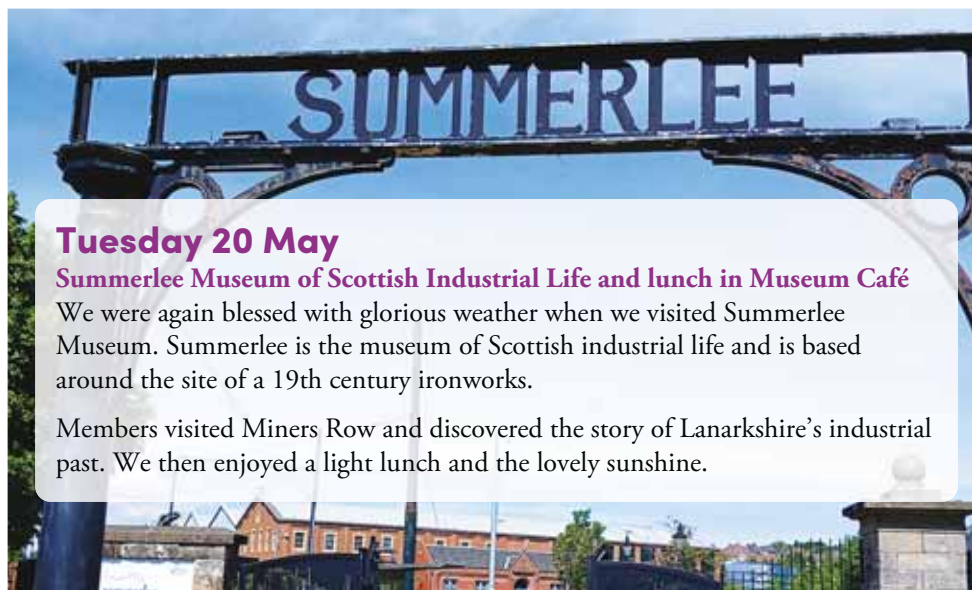 SUMMERLEE
Tuesday 20 May
Summerlee Museum of Scottish Industrial Life and lunch in Museum Café
We were again blessed with glorious weather when we visited Summerlee
Museum. Summerlee is the museum of Scottish industrial life and is based
around the site of a 19th century ironworks.
Members visited Miners Row and discovered the story of Lanarkshire’s industrial
past. We then enjoyed a light lunch and the lovely sunshine.